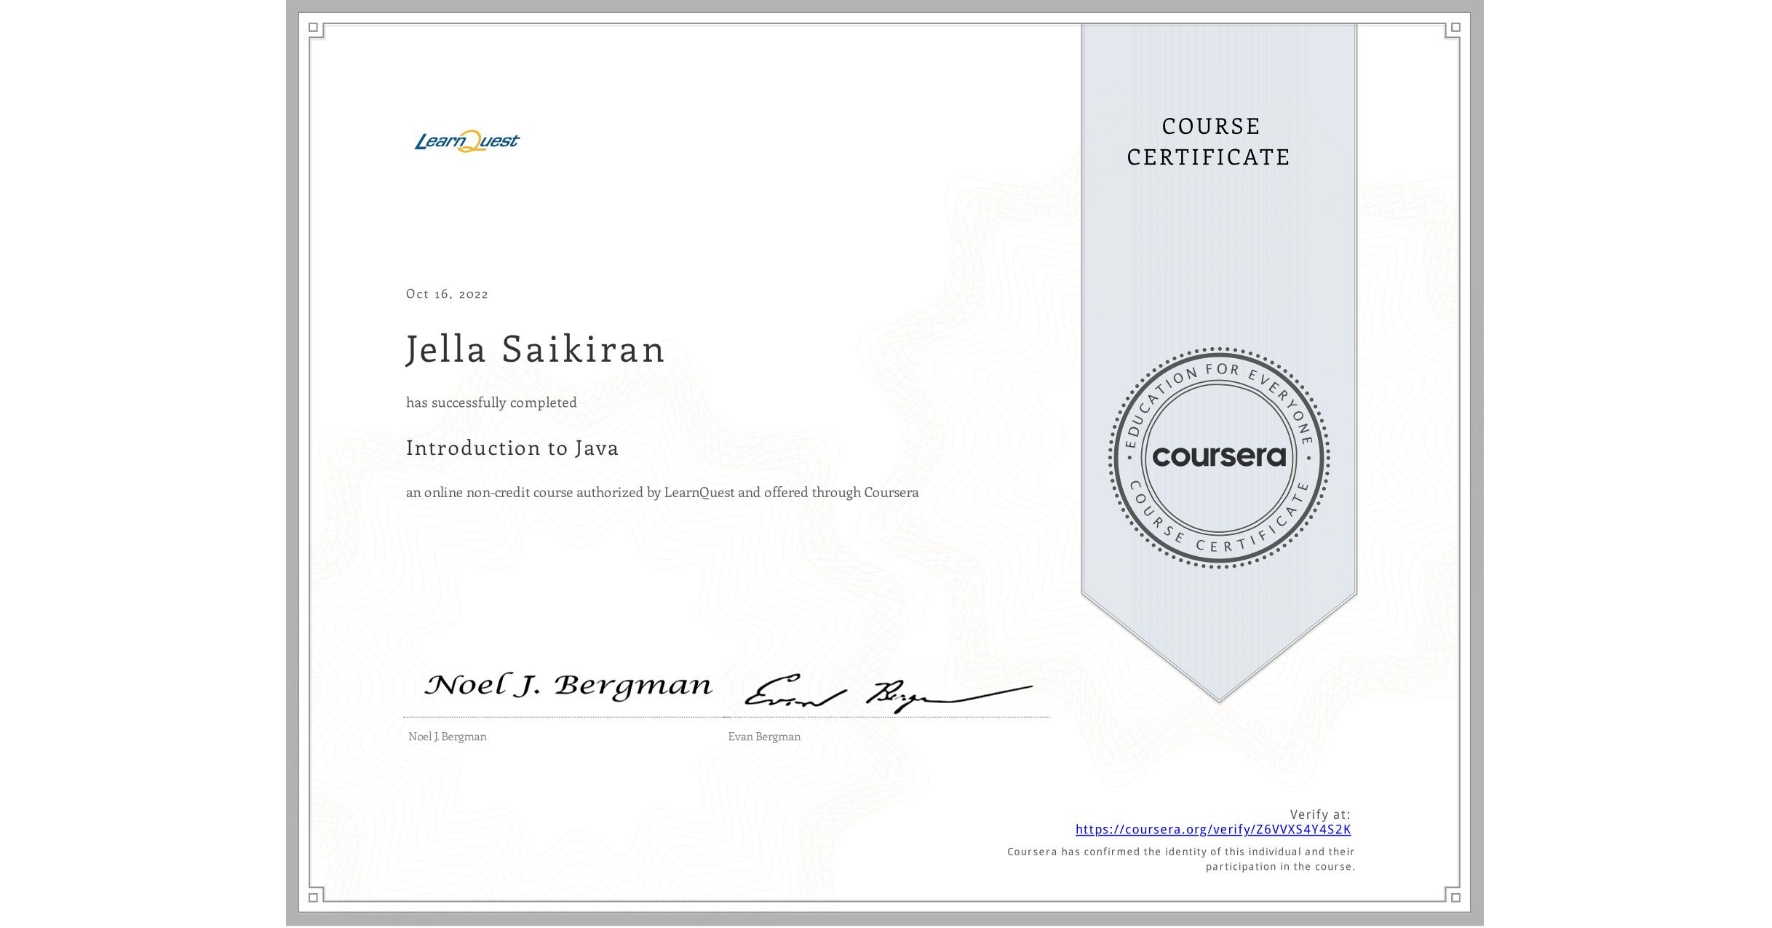 LearnQuest
COURSE
CERTIFICATE
Oct 16, 2022
Jella Saikiran
has successfully completed
Introduction to Java
an online non-credit course authorized by LearnQuest and offered through Coursera
EDUCATION FOR EVERYONE
coursera
COURSE CERTIFICATE
Noel J. Bergman
Evan Bergman
Noel J. Bergman
Evan Bergman
Verify at:
https://coursera.org/verify/Z6VVXS4Y4S2K
Coursera has confirmed the identity of this individual and their
participation in the course.